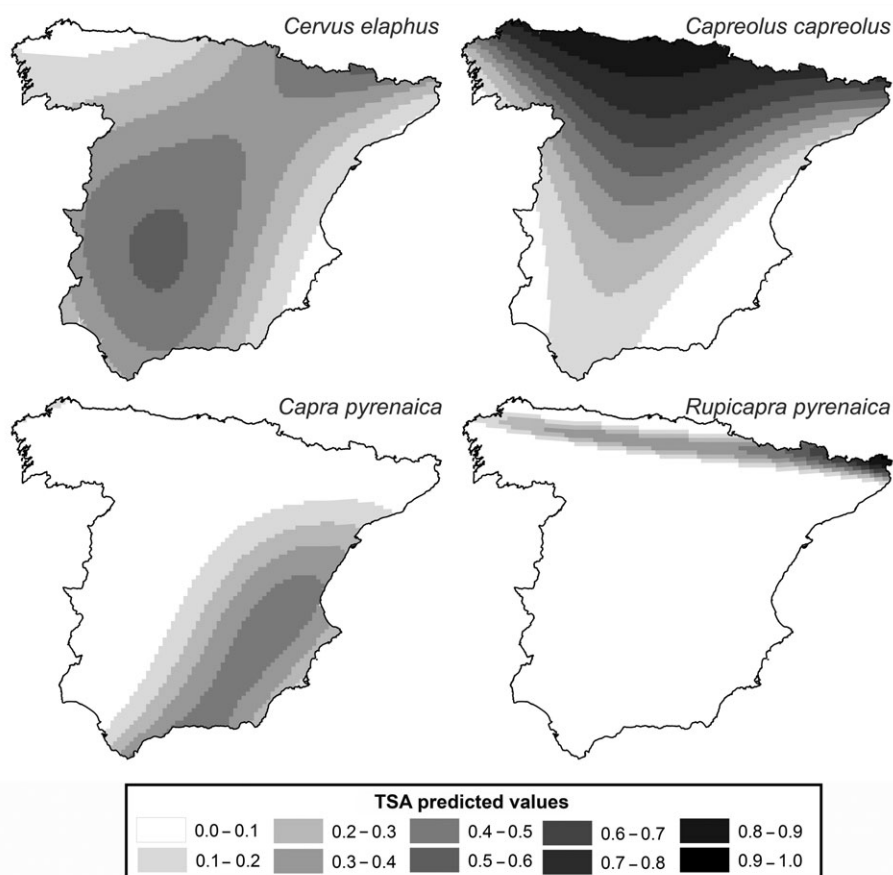 Cervus elaphus
Capreolus capreolus
Capra pyrenaica
Rupicapra pyrenaica
TSA predicted values
0.0 – 0.1
0.2 – 0.3
0.4 – 0.5
0.6 – 0.7
0.8 – 0.9
0.1 – 0.2
0.3 – 0.4
0.5 – 0.6
0.7 – 0.8
0.9 – 1.0